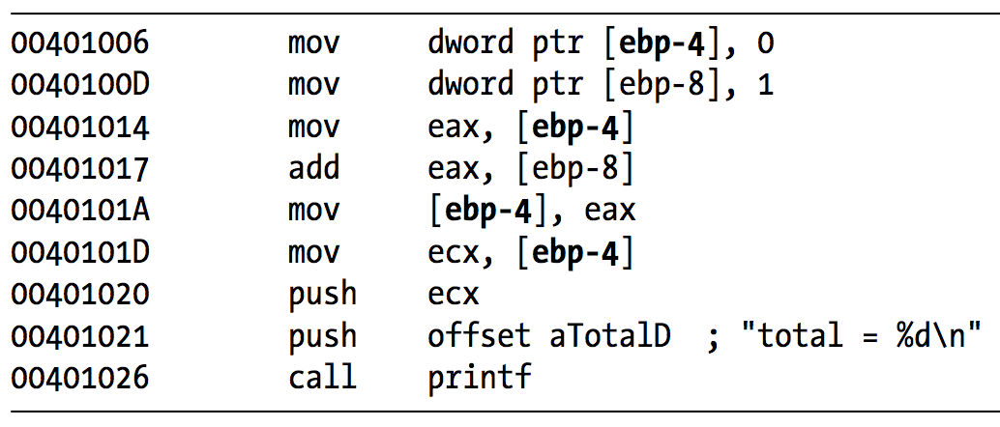 00401006 mov dword ptr [ebp-4], 0
0040100D mov dword ptr [ebp-8], 1
00401014 mov eax, [ebp-4]
00401017 add eax, [ebp-8]
0040101A mov [ebp-4], eax
0040101D mov ecx, [ebp-4]
00401020 push ecx
00401021 push offset aTotalD ; "total = %d\n"
00401026 call printf